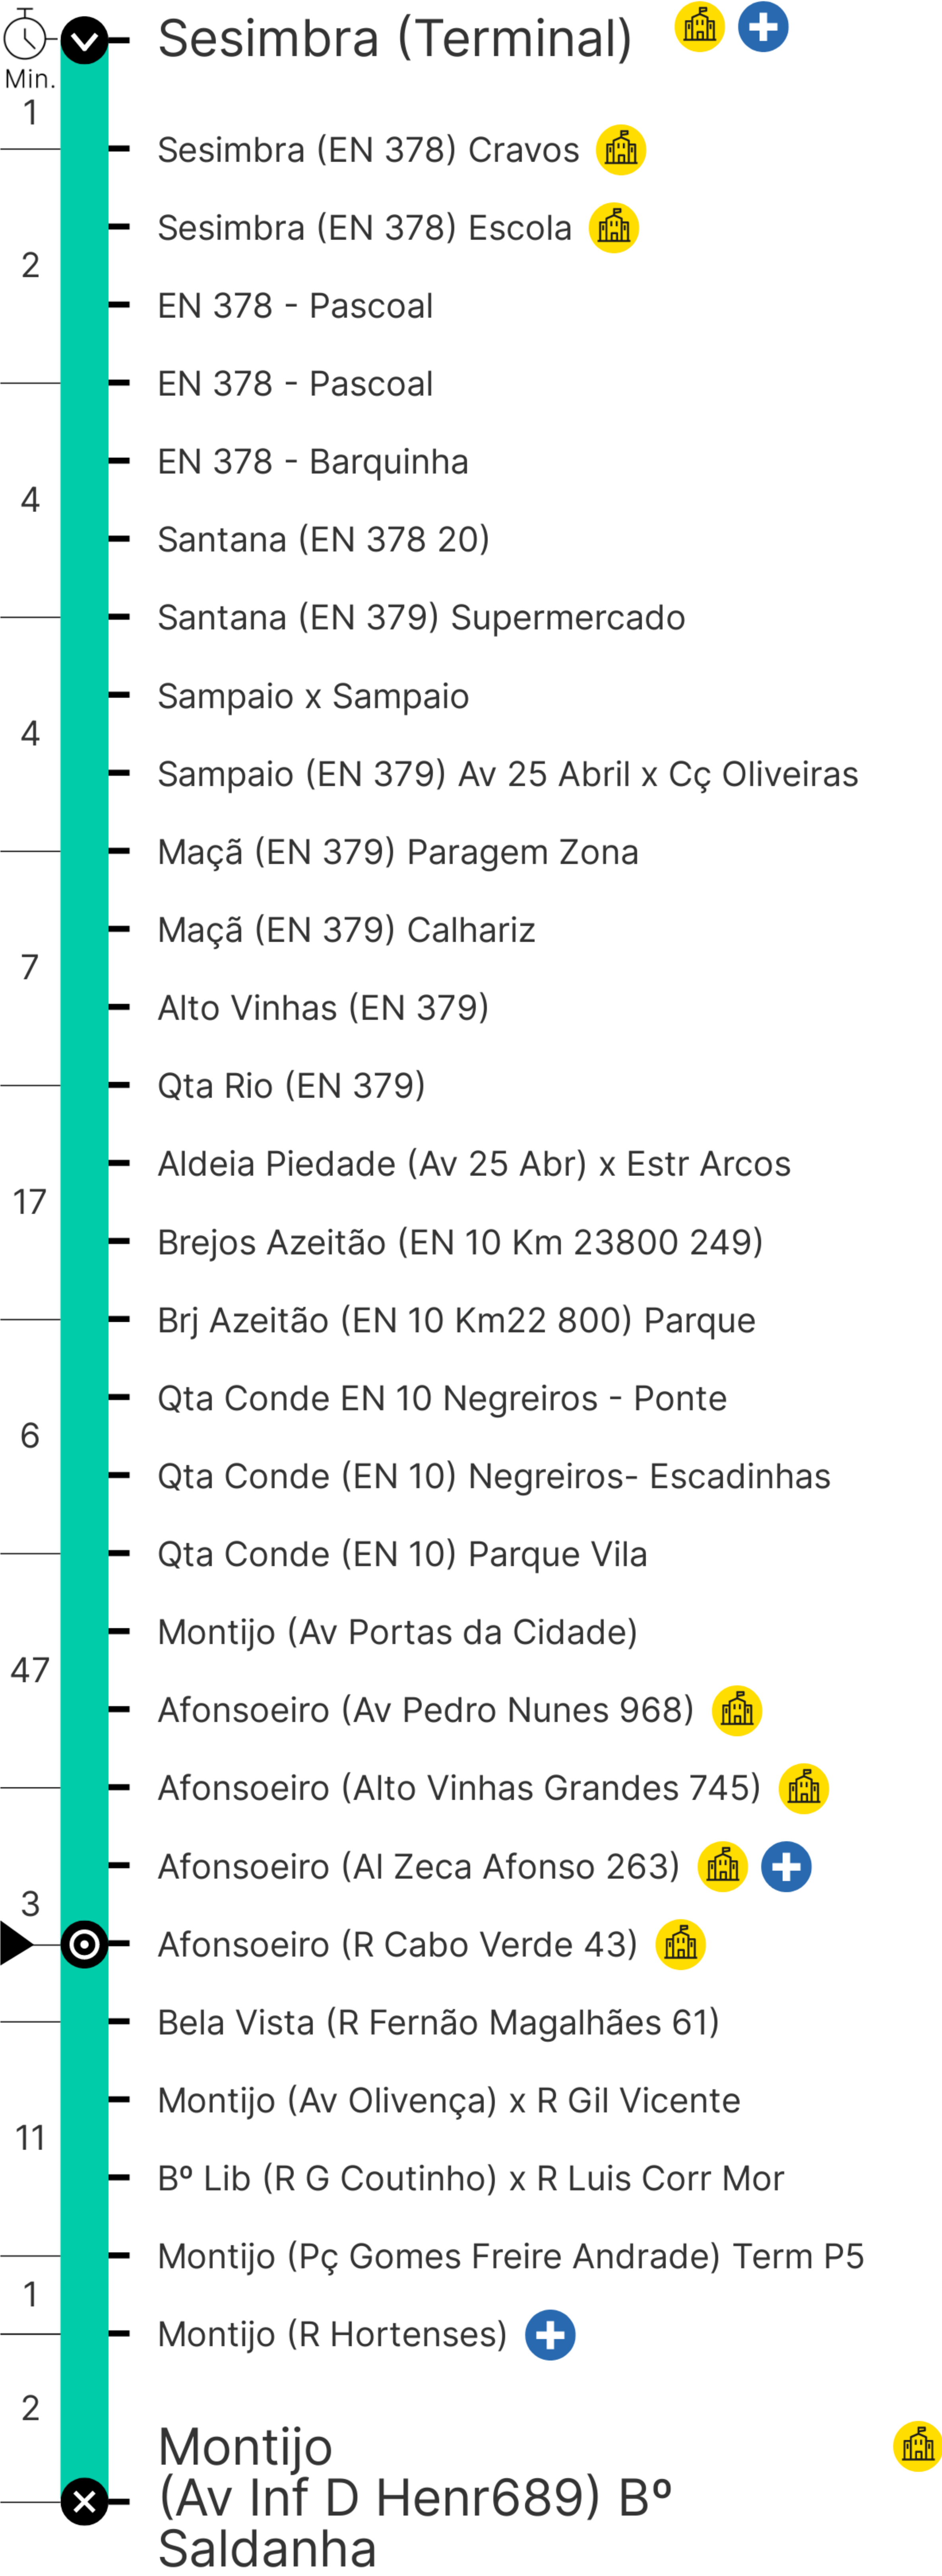 Sesimbra (Terminal)
Min.
1
Sesimbra (EN 378) Cravos
Sesimbra (EN 378) Escola
2
EN 378 - Pascoal
EN 378 - Pascoal
EN 378 - Barquinha
4
Santana (EN 378 20)
Santana (EN 379) Supermercado
Sampaio x Sampaio
4
Sampaio (EN 379) Av 25 Abril x Cç Oliveiras
Maçã (EN 379) Paragem Zona
Maçã (EN 379) Calhariz
7
Alto Vinhas (EN 379)
Qta Rio (EN 379)
Aldeia Piedade (Av 25 Abr) x Estr Arcos
17
Brejos Azeitão (EN 10 Km 23800 249)
Brj Azeitão (EN 10 Km22 800) Parque
Qta Conde EN 10 Negreiros - Ponte
6
Qta Conde (EN 10) Negreiros- Escadinhas
Qta Conde (EN 10) Parque Vila
Montijo (Av Portas da Cidade)
47
Afonsoeiro (Av Pedro Nunes 968)
Afonsoeiro (Alto Vinhas Grandes 745)
Afonsoeiro (Al Zeca Afonso 263)
3
Afonsoeiro (R Cabo Verde 43)
Bela Vista (R Fernão Magalhães 61)
Montijo (Av Olivença) x R Gil Vicente
11
Bº Lib (R G Coutinho) x R Luis Corr Mor
Montijo (Pç Gomes Freire Andrade) Term P5
1
Montijo (R Hortenses)
2
Montijo
(Av Inf D Henr689) Bº
Saldanha